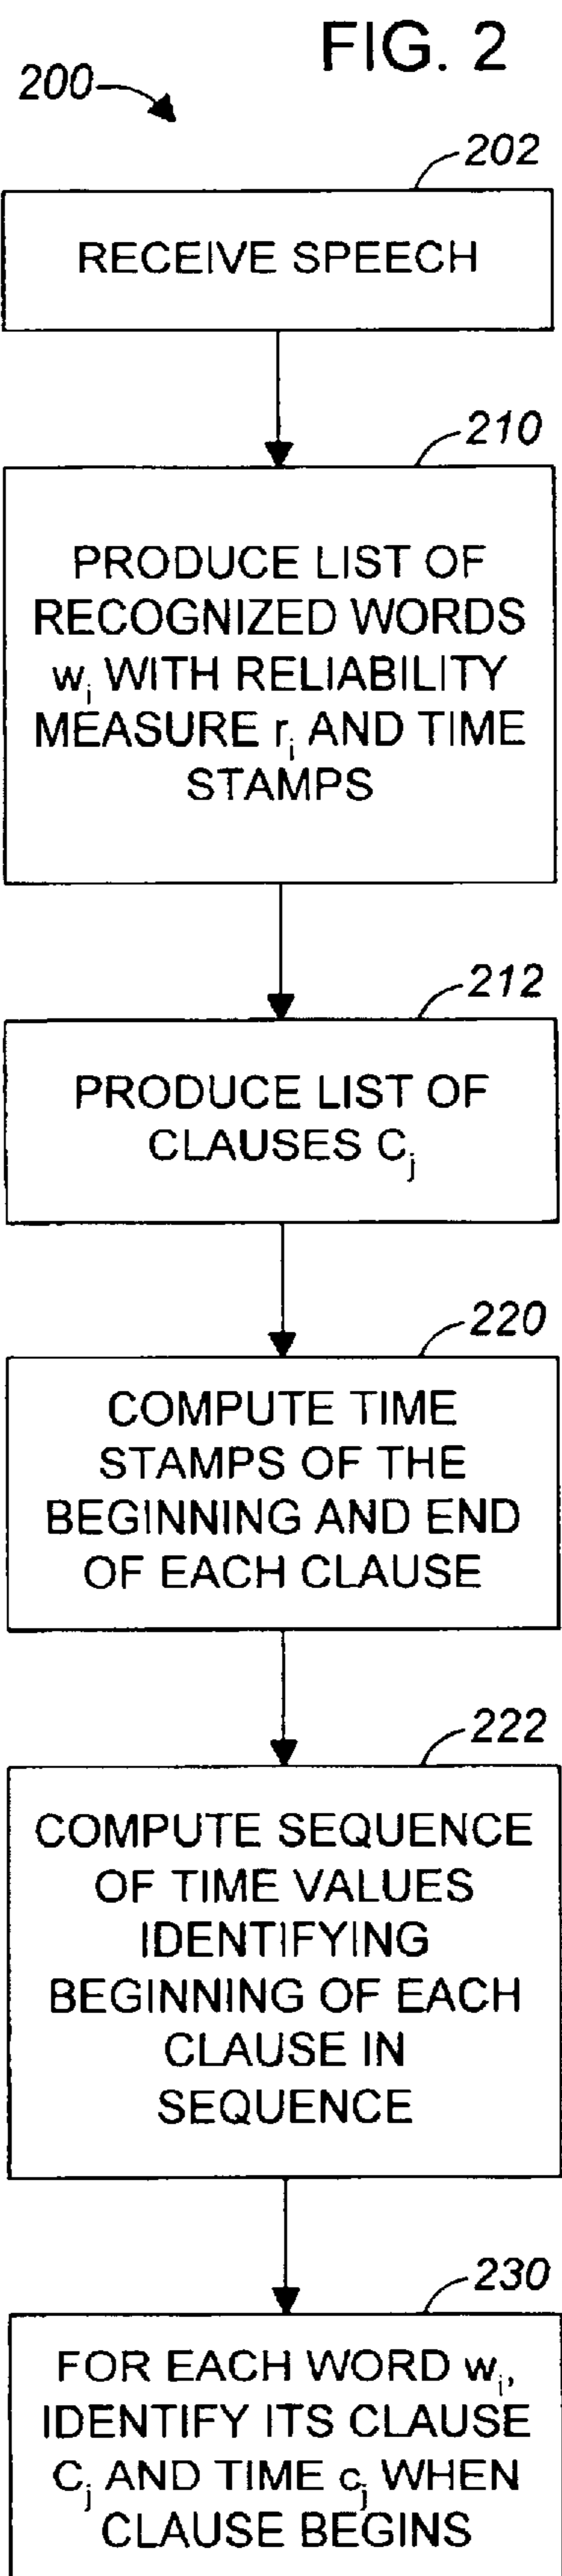 FIG. 2
200
202
RECEIVE SPEECH
210
PRODUCE LIST OF
RECOGNIZED WORDS
wi WITH RELIABILITY
MEASURE ri AND TIME
STAMPS
212
PRODUCE LIST OF
CLAUSES Cj
220
COMPUTE TIME
STAMPS OF THE
BEGINNING AND END
OF EACH CLAUSE
222
COMPUTE SEQUENCE
OF TIME VALUES
IDENTIFYING
BEGINNING OF EACH
CLAUSE IN
SEQUENCE
230
FOR EACH WORD wi,
IDENTIFY ITS CLAUSE
Cj AND TIME cj WHEN
CLAUSE BEGINS